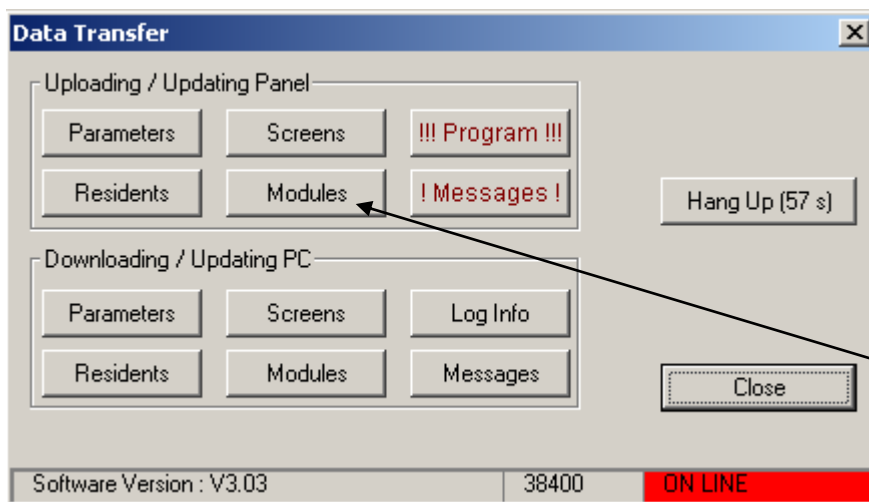 Data Transfer
Uploading / Updating Panel
Parameters Screens !!! Program !!!
Residents Modules ! Messages !
Hang Up (57 s)
Downloading / Updating PC
Parameters Screens Log Info
Residents Modules Messages
Close
Software Version : V3.03 38400 ON LINE